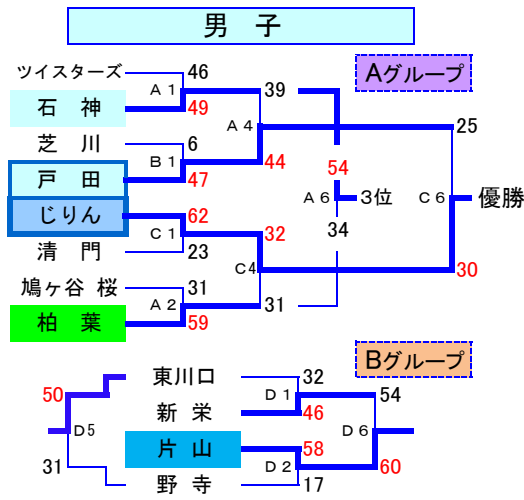 男 子
Aグループ
ツイスターズ 46
A1 39
石 神 49
芝 川 6
A4 25
B1 44 54
戸 田 47
A6 3位 C6 優勝
じりん 62
C1 32 34
清 門 23
C4 30
鳩ヶ谷 桜 31
A2 31
柏 葉 59
Bグループ
東川口 32
50 D1 54
新 栄 46
D5 D6
片 山 58
31 D2 60
野 寺 17